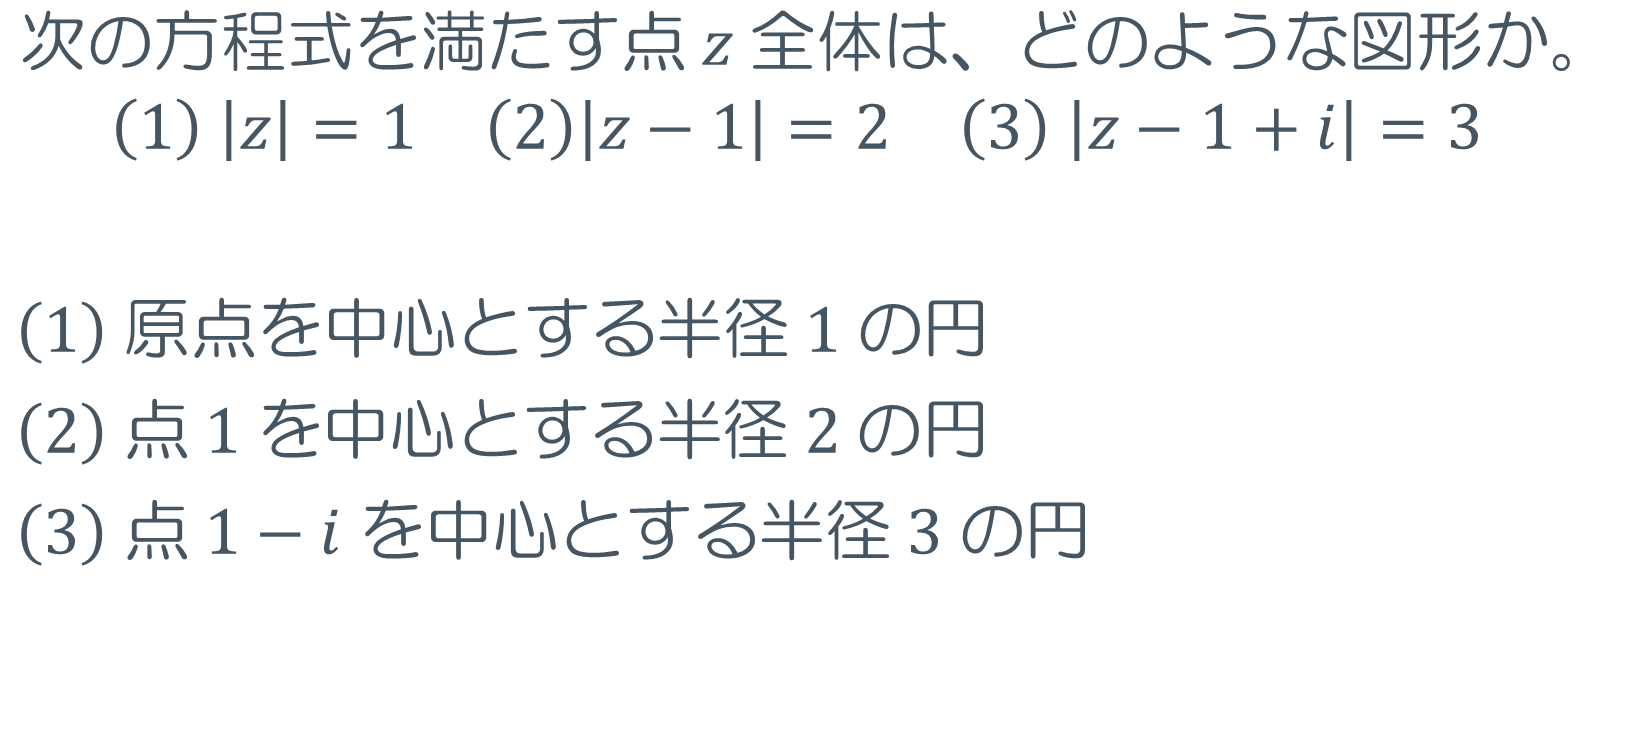 次の方程式を満たす点 z 全体は、どのような図形か。
(1) |z| = 1 (2)|z − 1| = 2 (3) |z − 1 + i| = 3
(1) 原点を中心とする半径 1 の円
(2) 点 1 を中心とする半径 2 の円
(3) 点 1 − i を中心とする半径 3 の円